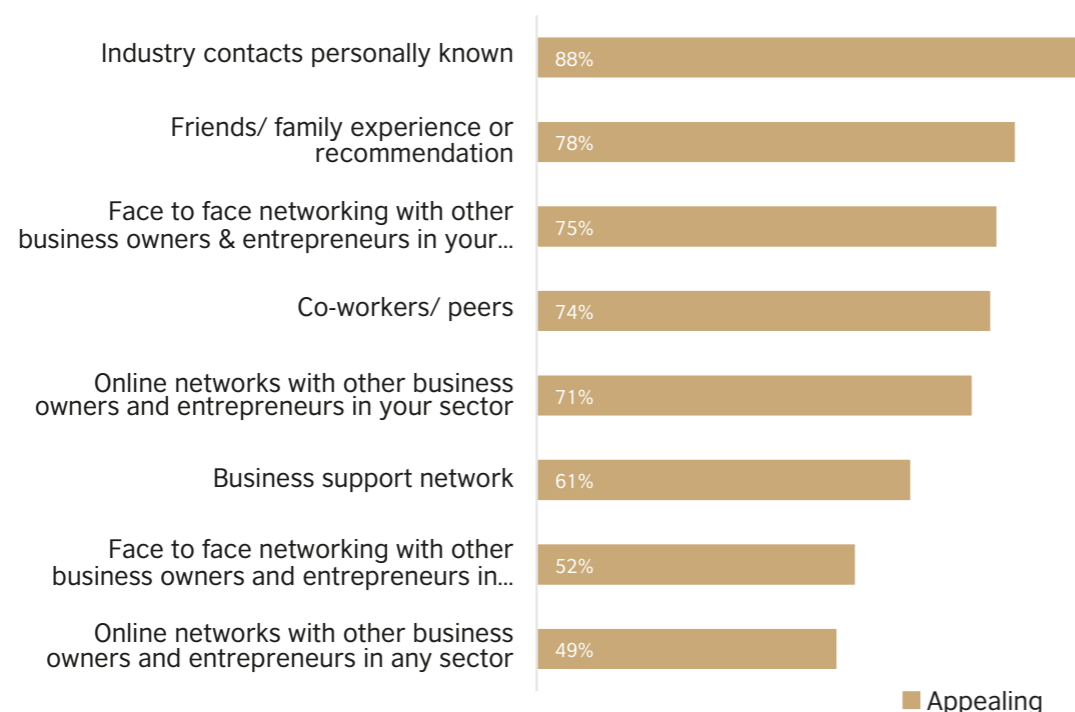 Industry contacts personally known
88%
Friends/ family experience or
recommendation
78%
Face to face networking with other
business owners & entrepreneurs in your...
75%
Co-workers/ peers
74%
Online networks with other business
owners and entrepreneurs in your sector
71%
Business support network
61%
Face to face networking with other
business owners and entrepreneurs in...
52%
Online networks with other business
owners and entrepreneurs in any sector
49%
Appealing